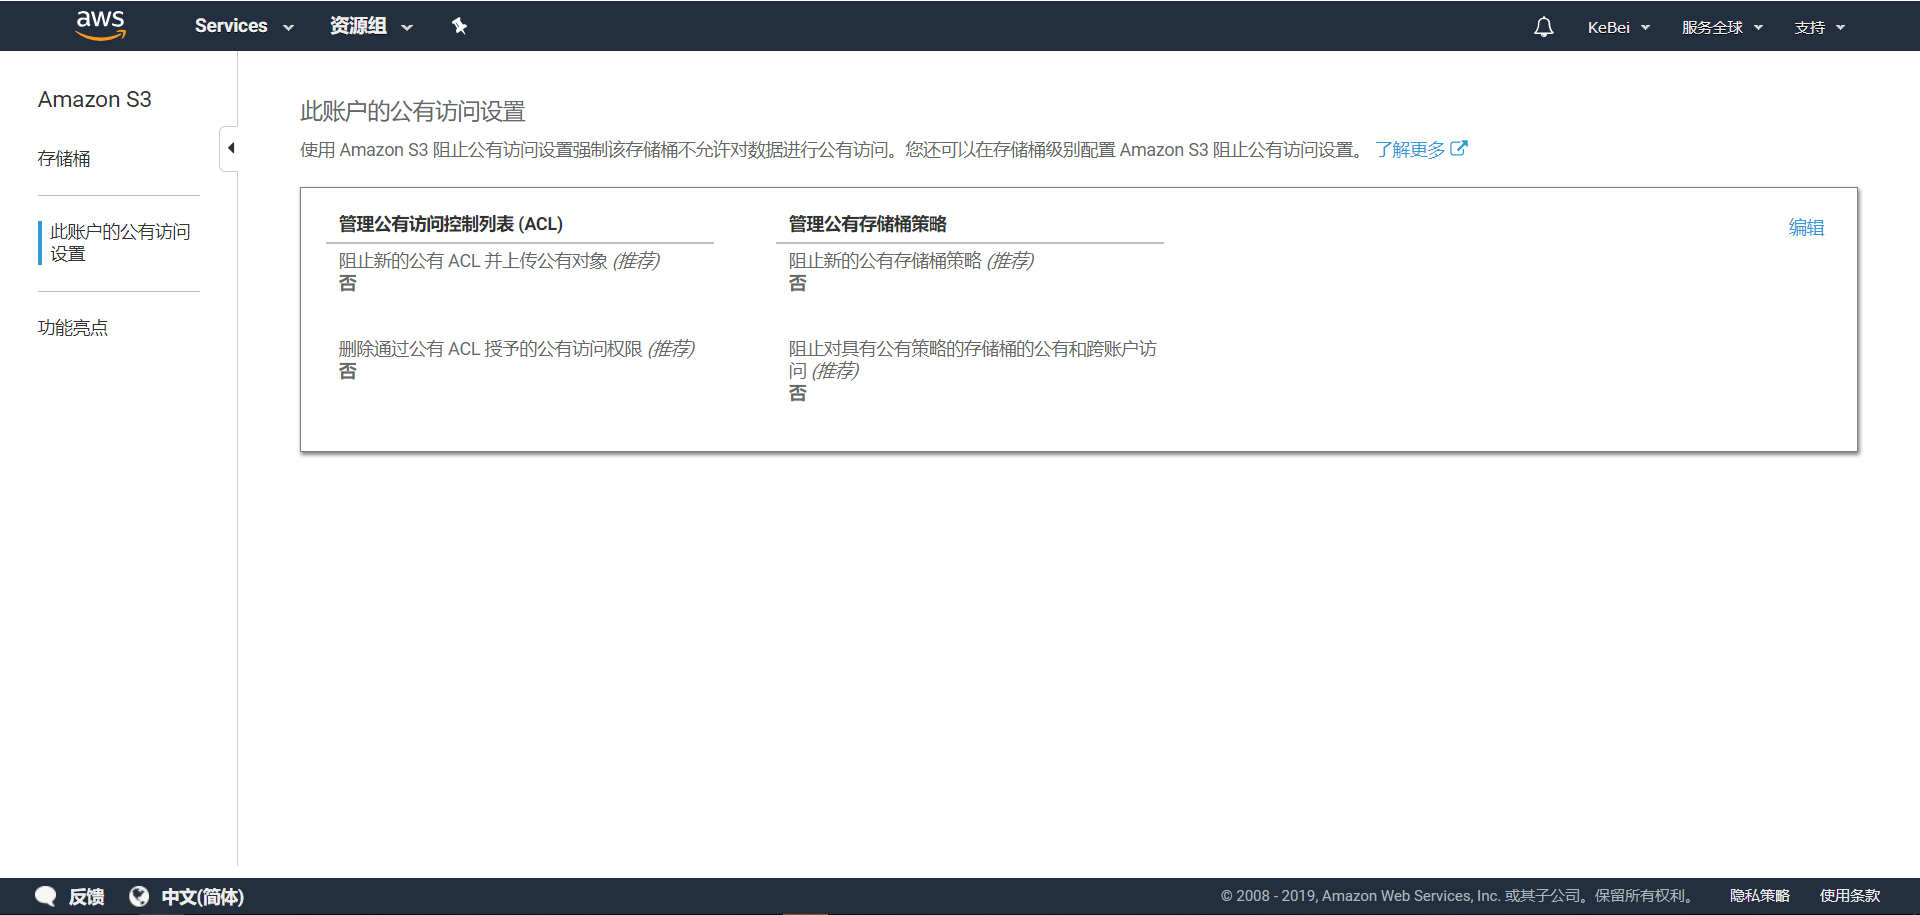 aws
Services
资源组
KeBei
服务全球
支持
Amazon S3
存储桶
此账户的公有访问
设置
功能亮点
此账户的公有访问设置
使用 Amazon S3 阻止公有访问设置强制该存储桶不允许对数据进行公有访问。您还可以在存储桶级别配置 Amazon S3 阻止公有访问设置。 了解更多
编辑
管理公有访问控制列表 (ACL)
阻止新的公有 ACL 并上传公有对象 (推荐)
否
删除通过公有 ACL 授予的公有访问权限 (推荐)
否
管理公有存储桶策略
阻止新的公有存储桶策略 (推荐)
否
阻止对具有公有策略的存储桶的公有和跨账户访
问 (推荐)
否
反馈
中文(简体)
© 2008 - 2019, Amazon Web Services, Inc. 或其子公司。保留所有权利。
隐私策略
使用条款